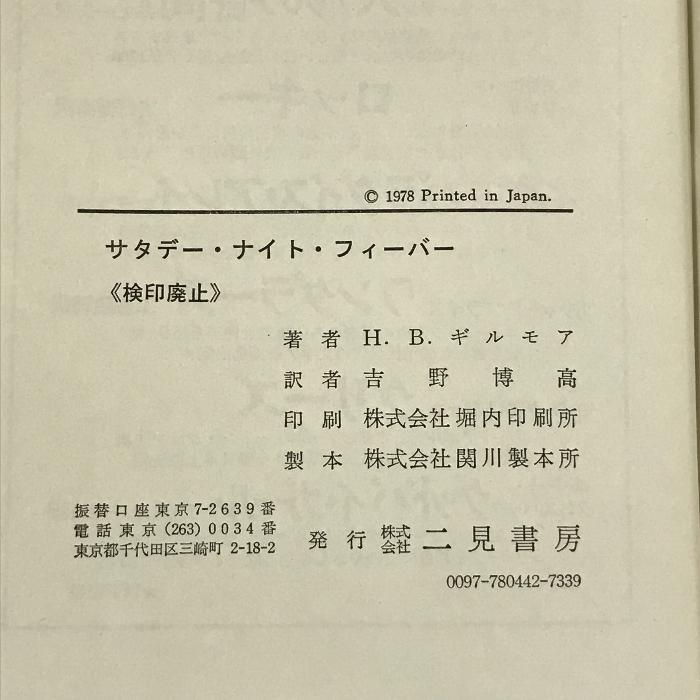 © 1978 Printed in Japan.
サタデー・ナイト・フィーバー
《検印廃止》
著者 H. B. ギルモア
訳者 吉野博高
印刷 株式会社堀内印刷所
製本 株式会社関川製本所
振替口座東京7-2639番
電話東京(263)0034番
東京都千代田区三崎町2-18-2
発行 株式会社 二見書房
0097-780442-7339